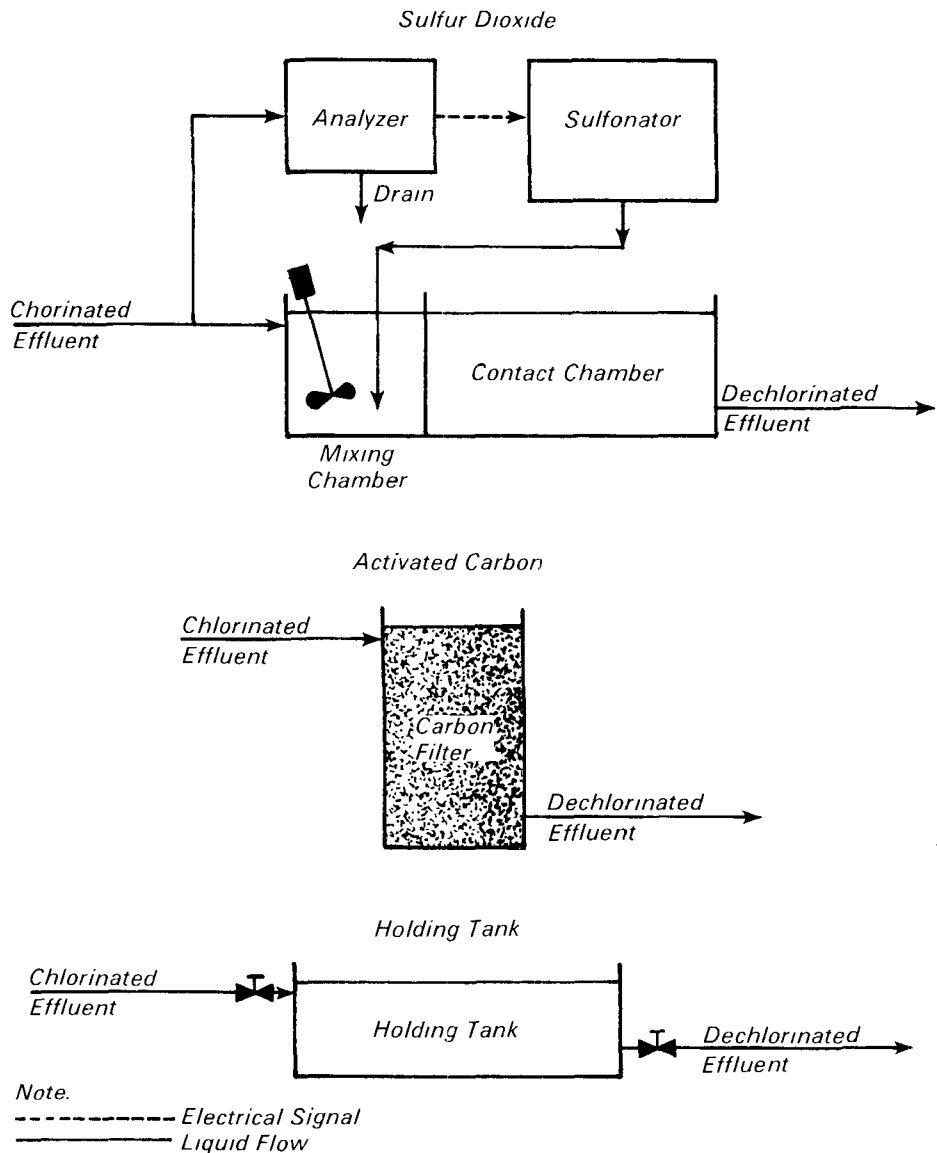 Sulfur Dioxide
Analyzer
Sulfonator
Drain
Chorinated
Effluent
Contact Chamber
Dechlorinated
Effluent
Mixing
Chamber
Activated Carbon
Chlorinated
Effluent
Carbon
Filter
Dechlorinated
Effluent
Holding Tank
Chlorinated
Effluent
Holding Tank
Dechlorinated
Effluent
Note.
Electrical Signal
Liquid Flow